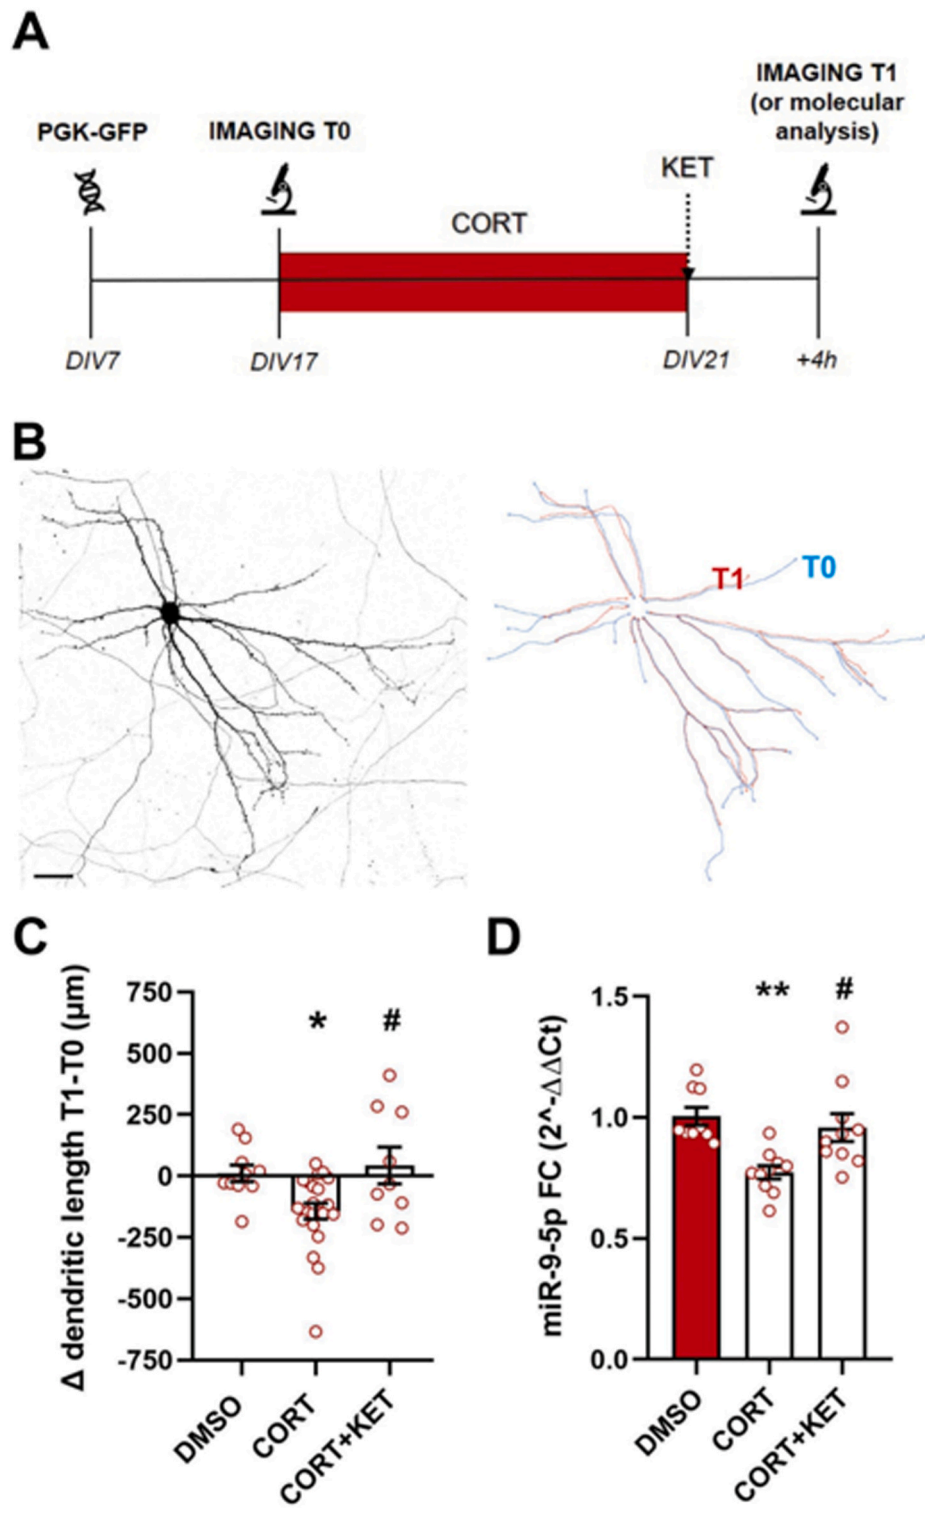 A
IMAGING T1
(or molecular
analysis)
PGK-GFP
IMAGING T0
KET
CORT
DIV7
DIV17
DIV21
+4h
B
T1
T0
C
Δ dendritic length T1-T0 (μm)
750
500
250
0
-250
-500
-750
*
#
DMSO
CORT
CORT+KET
D
miR-9-5p FC (2^-ΔΔCt)
1.5
1.0
0.5
0.0
**
#
DMSO
CORT
CORT+KET